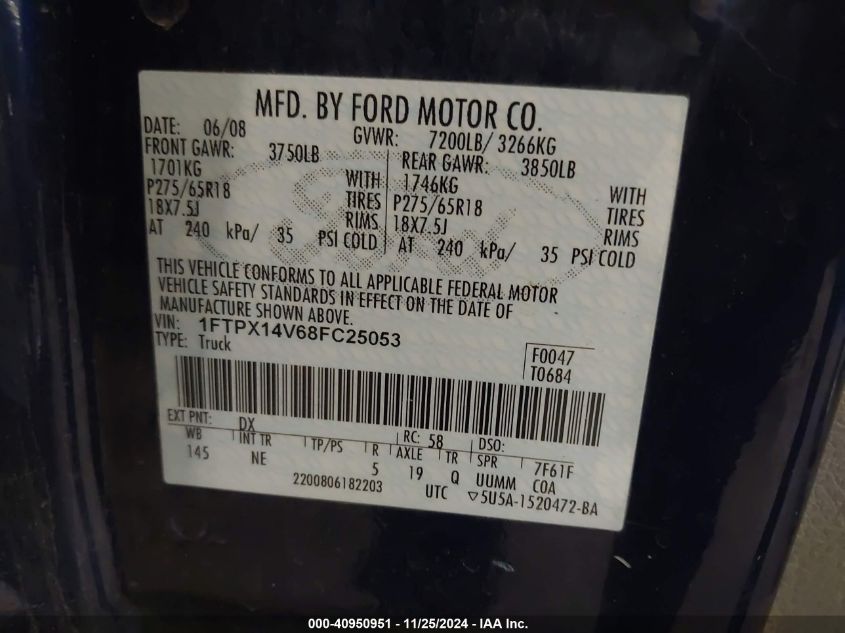 MFD. BY FORD MOTOR CO.
DATE: 06/08 GVWR: 7200LB/ 3266KG
FRONT GAWR: 3750LB REAR GAWR: 3850LB
1701KG WITH 1746KG WITH
P275/65R18 TIRES P275/65R18 TIRES
18X7.5J RIMS 18X7.5J RIMS
AT 240 kPa/ 35 PSI COLD AT 240 kPa/ 35 PSI COLD
Ford
THIS VEHICLE CONFORMS TO ALL APPLICABLE FEDERAL MOTOR
VEHICLE SAFETY STANDARDS IN EFFECT ON THE DATE OF
MANUFACTURE SHOWN ABOVE.
VIN: 1FTPX14V68FC25053
TYPE: Truck
F0047
T0684
EXT PNT: DX RC: 58 DSO:
WB INT TR TP/PS R AXLE TR SPR 7F61F
145 NE 5 19 Q UUMM COA
2200806182203 UTC ▽5U5A-1520472-BA
000-40950951 - 11/25/2024 - IAA Inc.